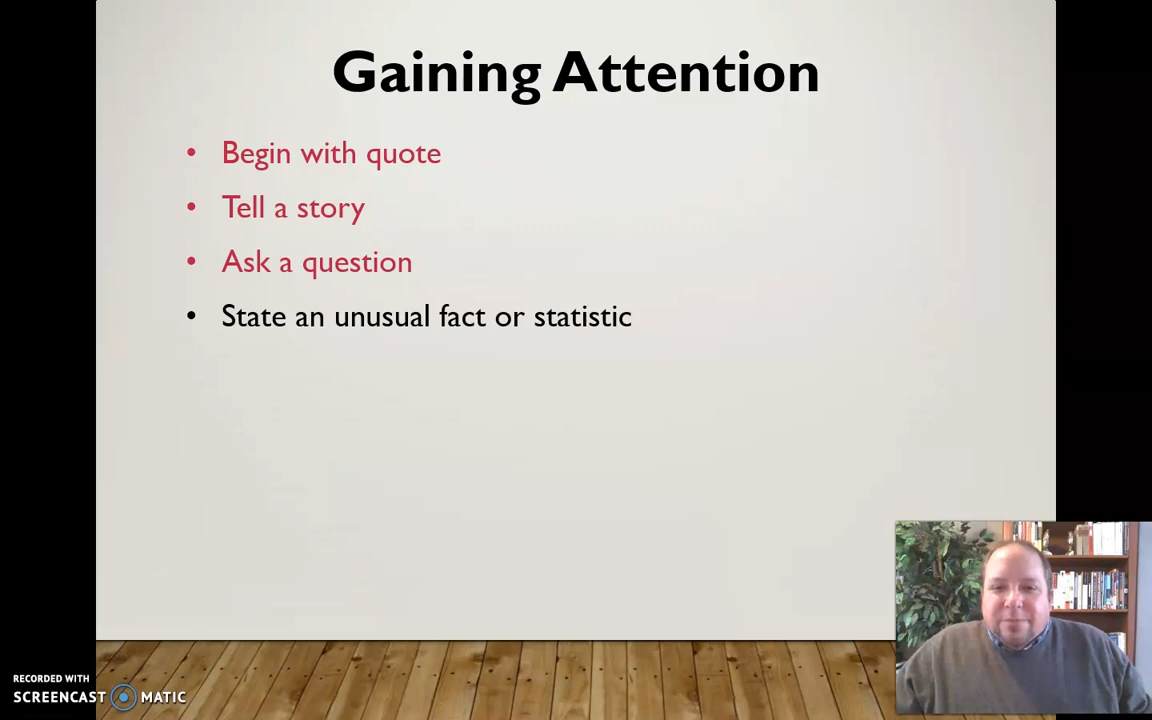 Gaining Attention
• Begin with quote
• Tell a story
• Ask a question
• State an unusual fact or statistic
RECORDED WITH
SCREENCAST MATIC